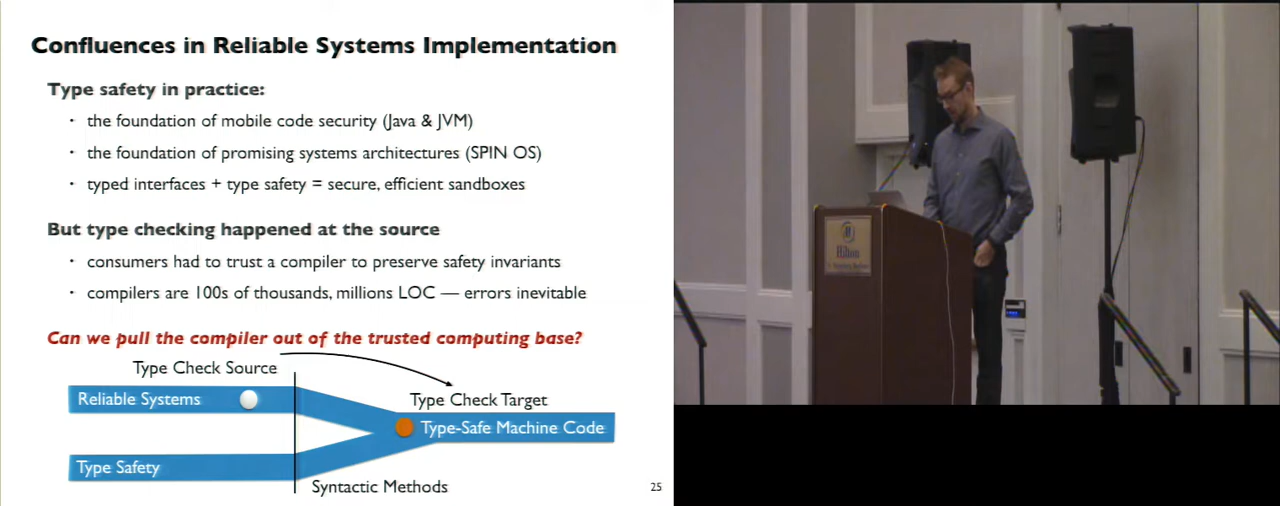 Confluences in Reliable Systems Implementation
Type safety in practice:
· the foundation of mobile code security (Java & JVM)
· the foundation of promising systems architectures (SPIN OS)
· typed interfaces + type safety = secure, efficient sandboxes
But type checking happened at the source
· consumers had to trust a compiler to preserve safety invariants
· compilers are 100s of thousands, millions LOC — errors inevitable
Can we pull the compiler out of the trusted computing base?
Type Check Source
Reliable Systems
Type Check Target
Type-Safe Machine Code
Type Safety
Syntactic Methods
25
Hilton